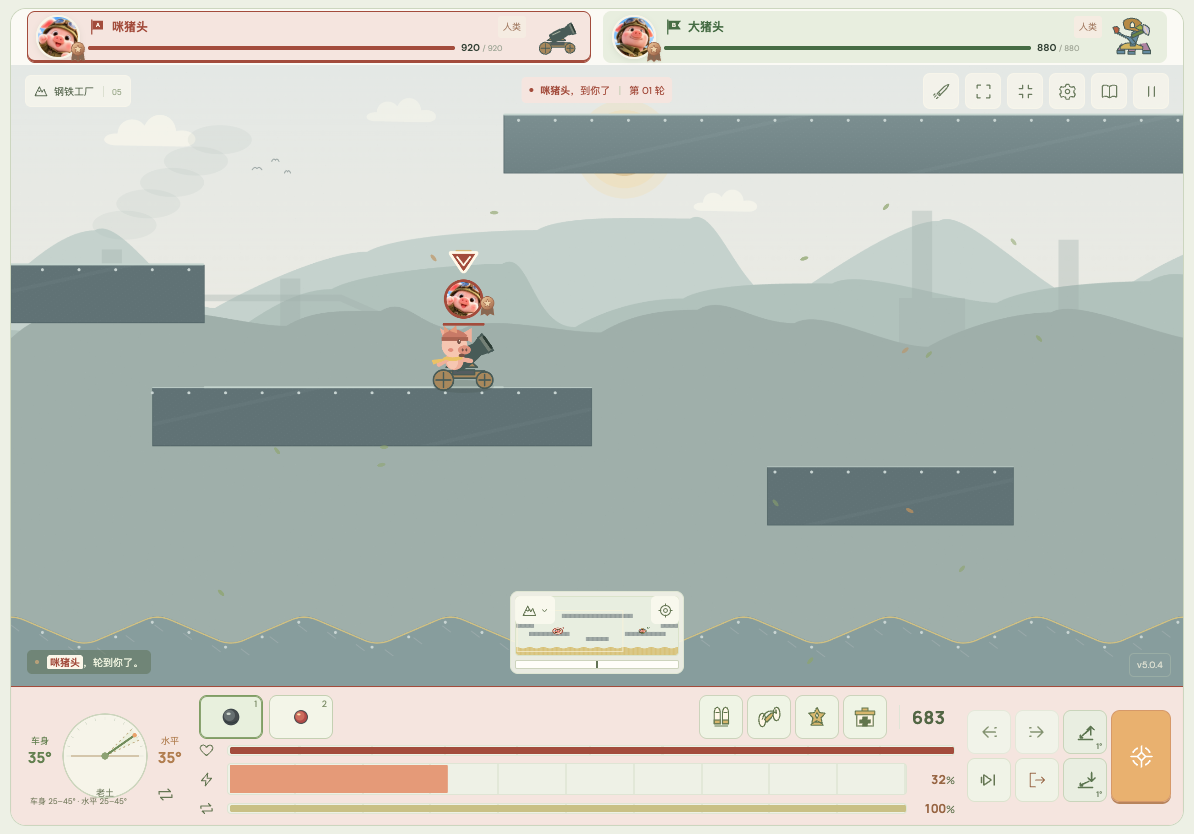 咪猪头
人类
920 / 920
大猪头
人类
880 / 880
钢铁工厂
05
咪猪头，到你了
第 01 轮
咪猪头，轮到你了。
v5.0.4
车身
35°
水平
35°
老土
车身 25–45° · 水平 25–45°
1
2
683
32%
100%
1°
1°